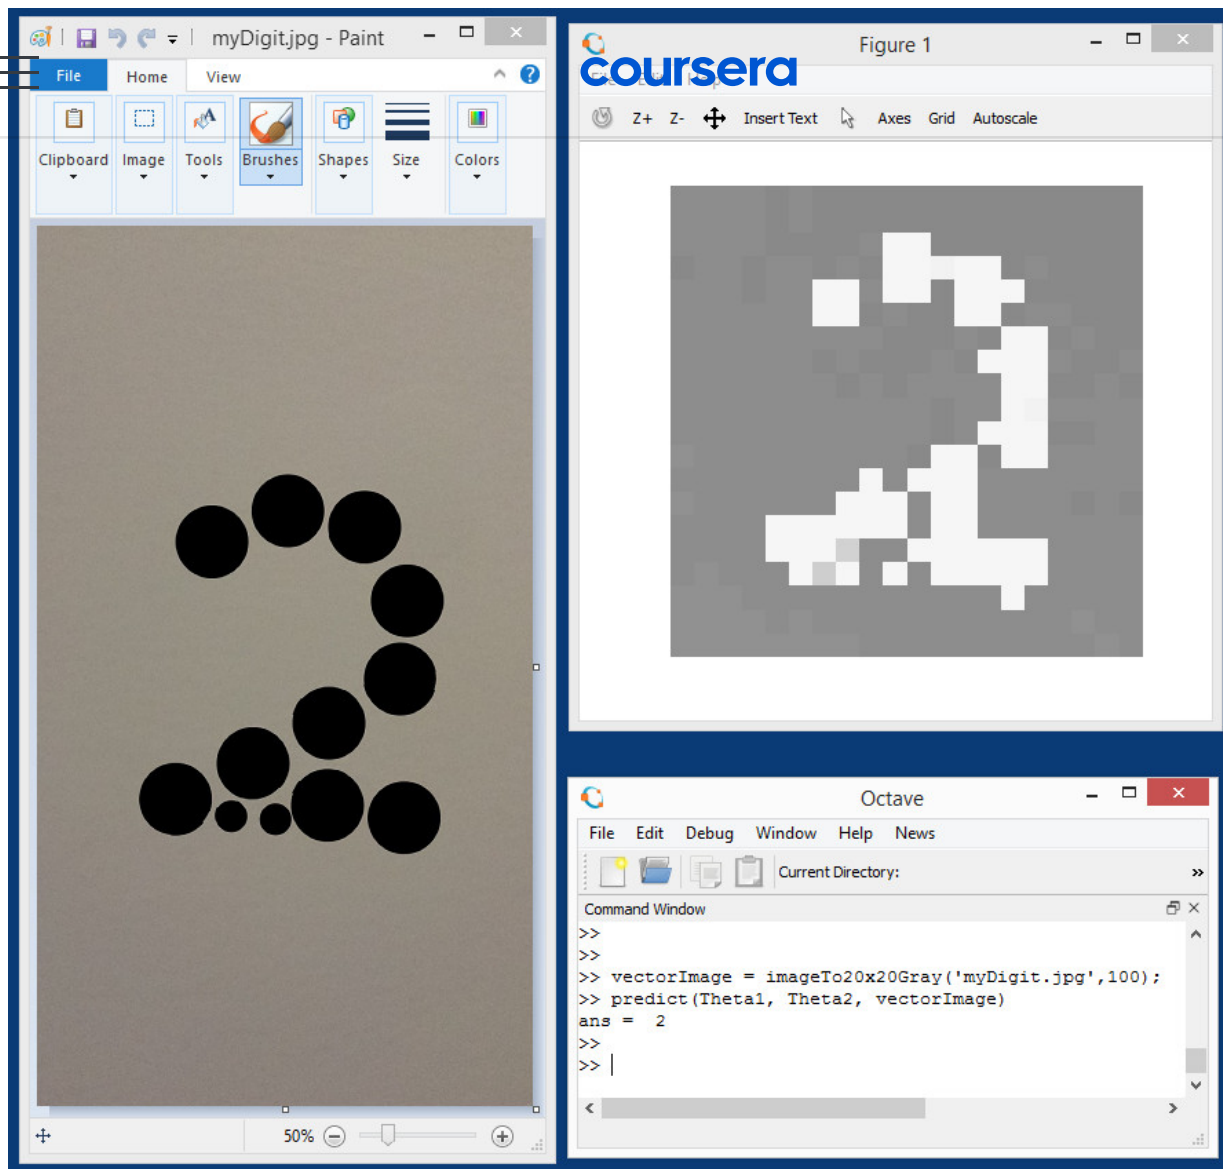 myDigit.jpg - Paint
File Home View
Clipboard Image Tools Brushes Shapes Size Colors
50%
Figure 1
coursera
Z+ Z- Insert Text Axes Grid Autoscale
Octave
File Edit Debug Window Help News
Current Directory:
Command Window
>>
>>
>> vectorImage = imageTo20x20Gray('myDigit.jpg',100);
>> predict(Theta1, Theta2, vectorImage)
ans = 2
>>
>>